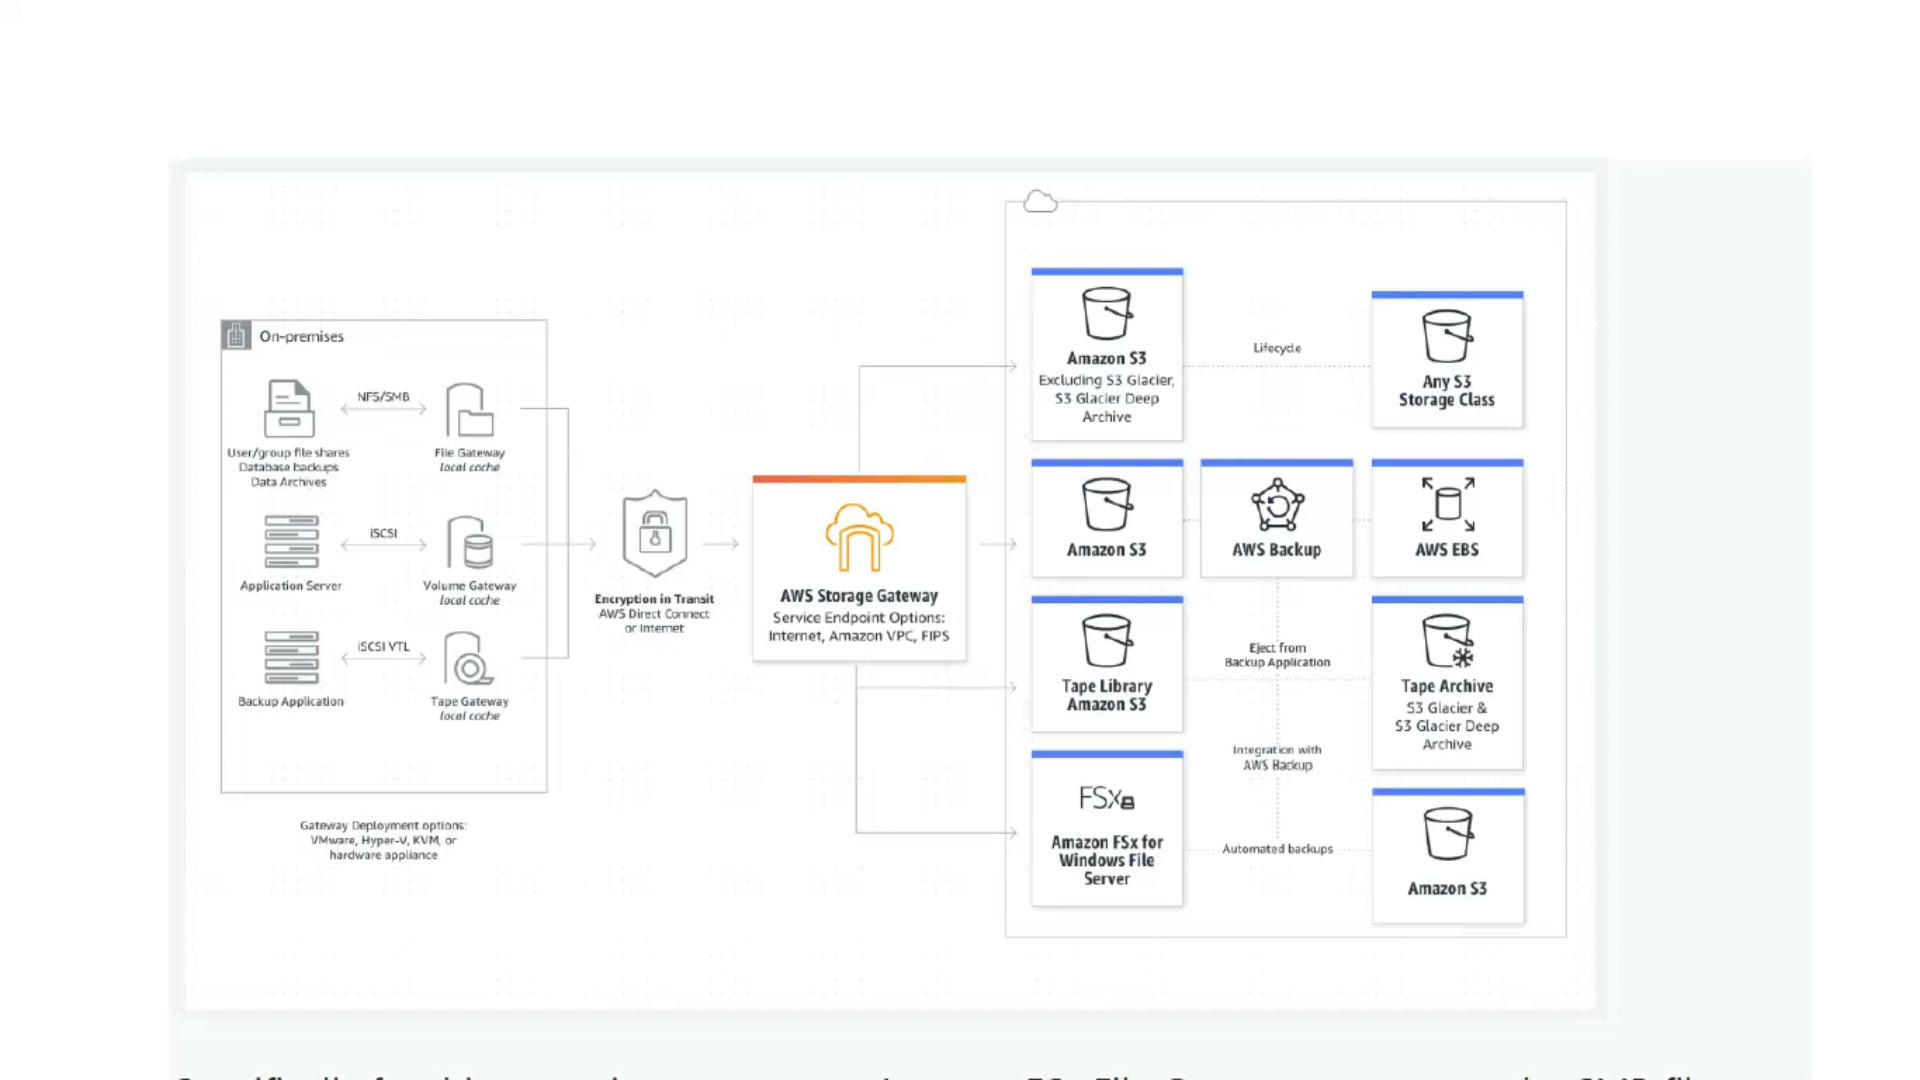 On-premises
NFS/SMB
User/group file shares
Database backups
Data Archives
File Gateway
local cache
iSCSI
Application Server
Volume Gateway
local cache
iSCSI VTL
Backup Application
Tape Gateway
local cache
Gateway Deployment options:
VMware, Hyper-V, KVM, or
hardware appliance
Encryption in Transit
AWS Direct Connect
or Internet
AWS Storage Gateway
Service Endpoint Options:
Internet, Amazon VPC, FIPS
Amazon S3
Excluding S3 Glacier,
S3 Glacier Deep
Archive
Lifecycle
Any S3
Storage Class
Amazon S3
AWS Backup
AWS EBS
Tape Library
Amazon S3
Eject from
Backup Application
Tape Archive
S3 Glacier &
S3 Glacier Deep
Archive
Integration with
AWS Backup
FSx
Amazon FSx for
Windows File
Server
Automated backups
Amazon S3